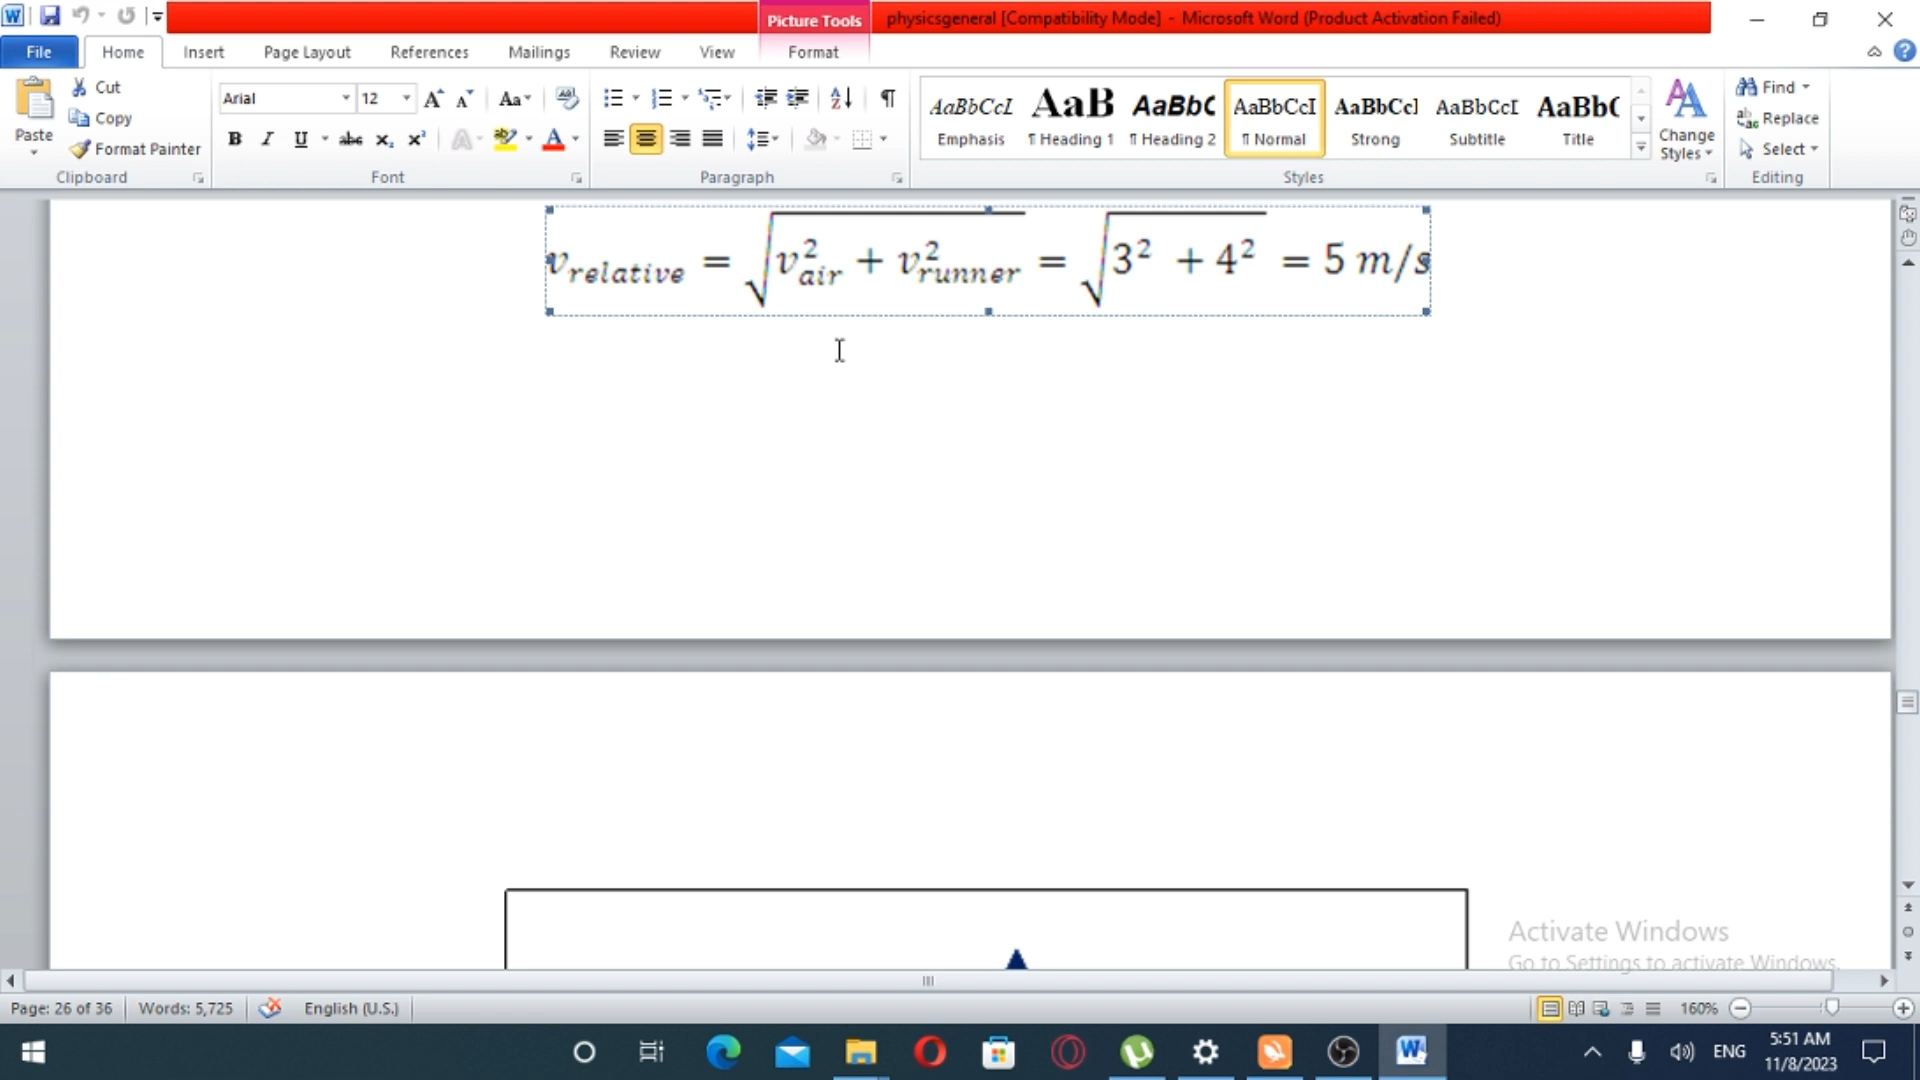 Picture Tools
physicsgeneral [Compatibility Mode] - Microsoft Word (Product Activation Failed)
File Home Insert Page Layout References Mailings Review View Format
Paste
Cut
Copy
Format Painter
Clipboard
Arial 12
Font
Paragraph
AaBbCcI AaB AaBbC AaBbCcI AaBbCcl AaBbCcI AaBb(
Emphasis ¶ Heading 1 ¶ Heading 2 ¶ Normal Strong Subtitle Title
Styles
Change Styles
Find
Replace
Select
Editing
v_relative = √(v²_air + v²_runner) = √(3² + 4²) = 5 m/s
Activate Windows
Go to Settings to activate Windows.
Page: 26 of 36 Words: 5,725 English (U.S.) 160%
ENG
5:51 AM
11/8/2023